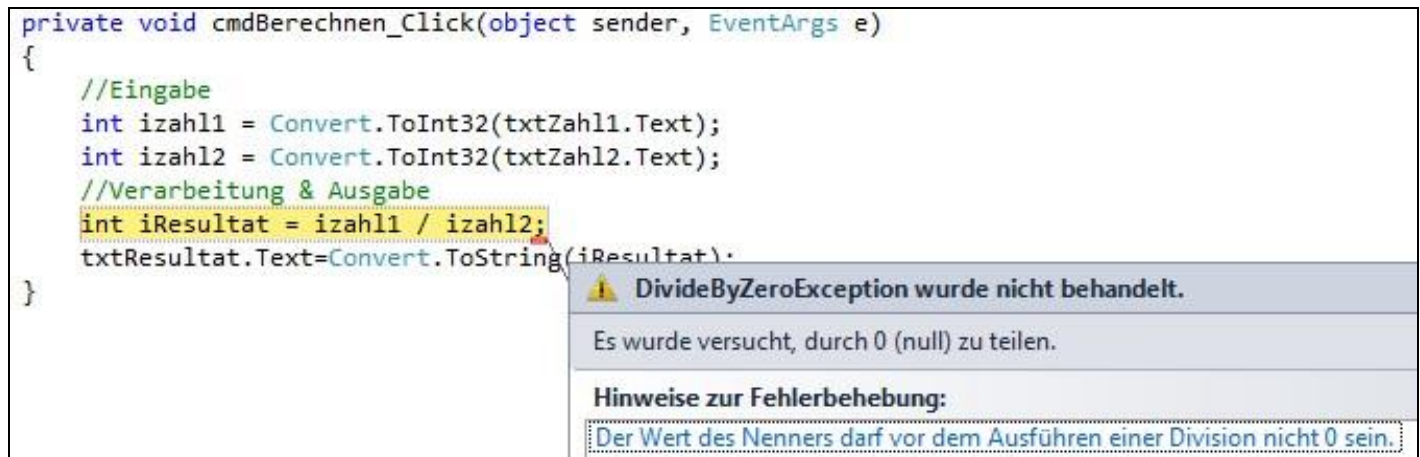 private void cmdBerechnen_Click(object sender, EventArgs e)
{
//Eingabe
int izahl1 = Convert.ToInt32(txtZahl1.Text);
int izahl2 = Convert.ToInt32(txtZahl2.Text);
//Verarbeitung & Ausgabe
int iResultat = izahl1 / izahl2;
txtResultat.Text=Convert.ToString(iResultat);
}
DivideByZeroException wurde nicht behandelt.
Es wurde versucht, durch 0 (null) zu teilen.
Hinweise zur Fehlerbehebung:
Der Wert des Nenners darf vor dem Ausführen einer Division nicht 0 sein.